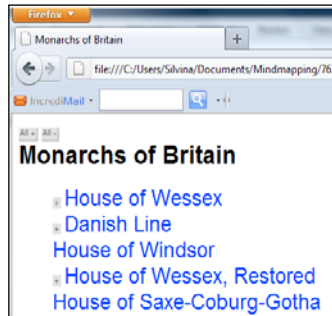 Firefox
Monarchs of Britain
file:///C:/Users/Silvina/Documents/Mindmapping/76
IncrediMail
All + All -
Monarchs of Britain
House of Wessex
Danish Line
House of Windsor
House of Wessex, Restored
House of Saxe-Coburg-Gotha